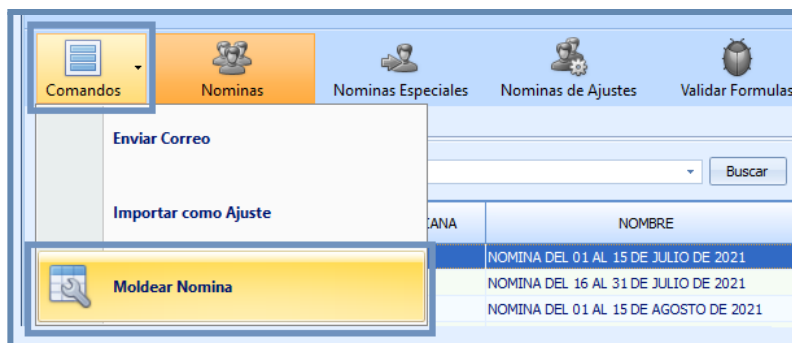 Comandos
Nominas
Nominas Especiales
Nominas de Ajustes
Validar Formulas
Enviar Correo
Buscar
Importar como Ajuste
CANA
NOMBRE
NOMINA DEL 01 AL 15 DE JULIO DE 2021
Moldear Nomina
NOMINA DEL 16 AL 31 DE JULIO DE 2021
NOMINA DEL 01 AL 15 DE AGOSTO DE 2021